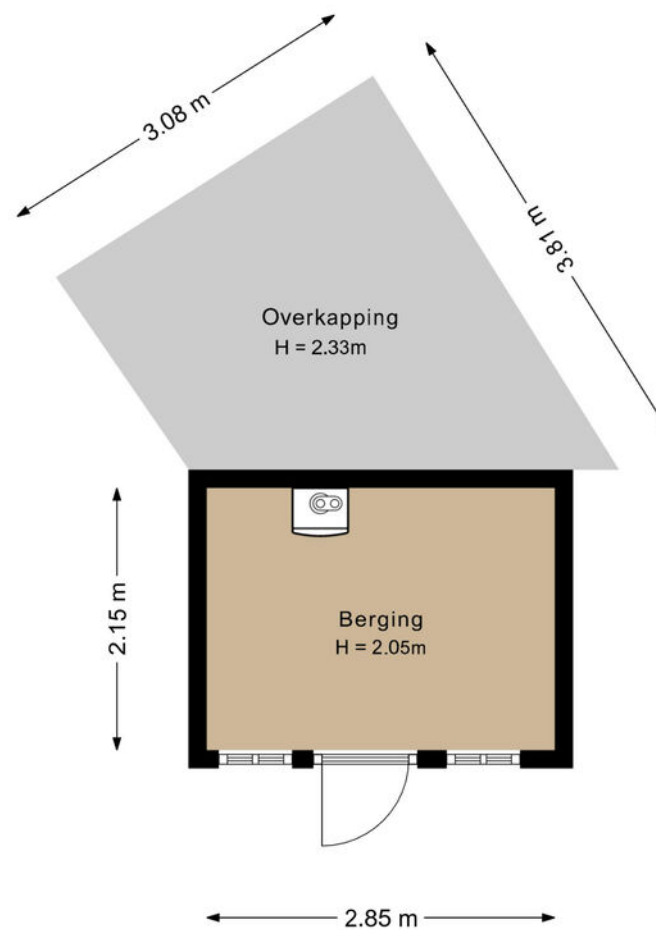 3.08 m
3.81 m
Overkapping
H = 2.33m
2.15 m
Berging
H = 2.05m
2.85 m